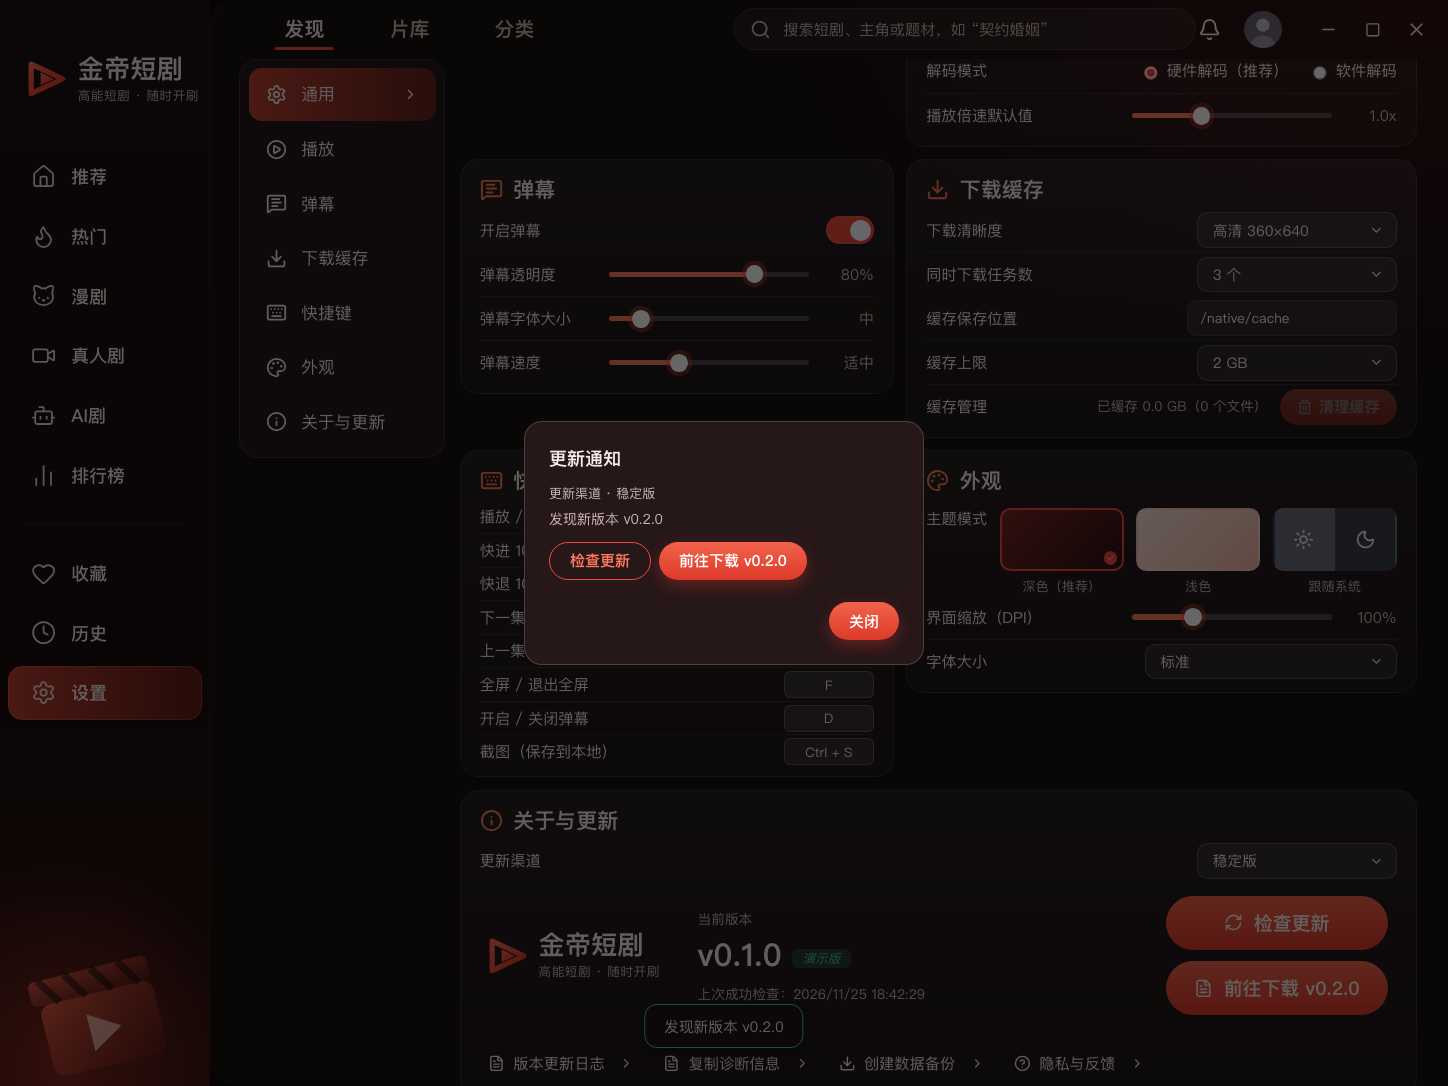 发现 片库 分类
搜索短剧、主角或题材，如 “契约婚姻”
金帝短剧
高能短剧 · 随时开刷
推荐
热门
漫剧
真人剧
AI剧
排行榜
收藏
历史
设置
通用
播放
弹幕
下载缓存
快捷键
外观
关于与更新
解码模式 硬件解码（推荐） 软件解码
播放倍速默认值 1.0x
弹幕
开启弹幕
弹幕透明度 80%
弹幕字体大小 中
弹幕速度 适中
下载缓存
下载清晰度 高清 360×640
同时下载任务数 3 个
缓存保存位置 /native/cache
缓存上限 2 GB
缓存管理 已缓存 0.0 GB（0 个文件） 清理缓存
更新通知
更新渠道 · 稳定版
发现新版本 v0.2.0
检查更新 前往下载 v0.2.0
关闭
播放 /
快进 10
快退 10
下一集
上一集
全屏 / 退出全屏 F
开启 / 关闭弹幕 D
截图（保存到本地） Ctrl + S
外观
主题模式
深色（推荐） 浅色 跟随系统
界面缩放（DPI） 100%
字体大小 标准
关于与更新
更新渠道 稳定版
金帝短剧
高能短剧 · 随时开刷
当前版本
v0.1.0 演示版
上次成功检查：2026/11/25 18:42:29
检查更新
前往下载 v0.2.0
发现新版本 v0.2.0
版本更新日志 复制诊断信息 创建数据备份 隐私与反馈